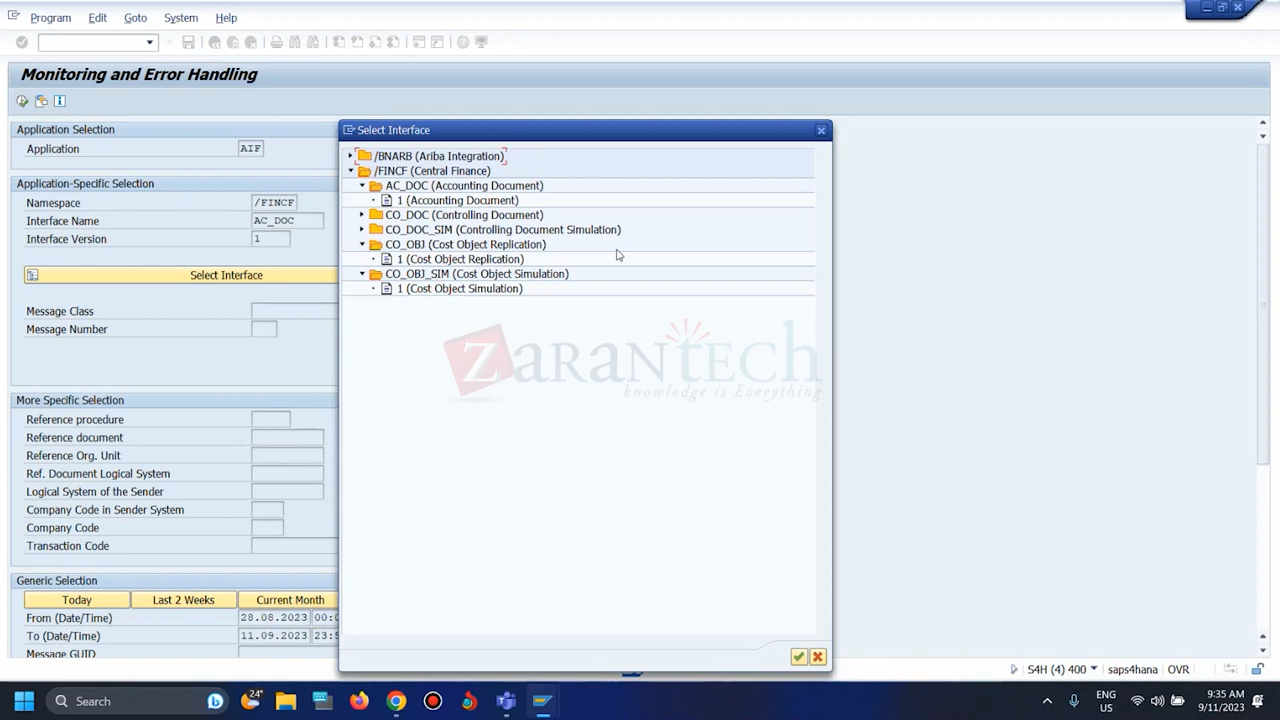 Program Edit Goto System Help
Monitoring and Error Handling
Application Selection
Application AIF
Application-Specific Selection
Namespace /FINCF
Interface Name AC_DOC
Interface Version 1
Select Interface
Message Class
Message Number
More Specific Selection
Reference procedure
Reference document
Reference Org. Unit
Ref. Document Logical System
Logical System of the Sender
Company Code in Sender System
Company Code
Transaction Code
Generic Selection
Today Last 2 Weeks Current Month
From (Date/Time) 28.08.2023
To (Date/Time) 11.09.2023
Message GUID
Select Interface
/BNARB (Ariba Integration)
/FINCF (Central Finance)
AC_DOC (Accounting Document)
1 (Accounting Document)
CO_DOC (Controlling Document)
CO_DOC_SIM (Controlling Document Simulation)
CO_OBJ (Cost Object Replication)
1 (Cost Object Replication)
CO_OBJ_SIM (Cost Object Simulation)
1 (Cost Object Simulation)
ZARANTECH
knowledge is Everything
S4H (4) 400 saps4hana OVR
Search
24°
ENG
US
9:35 AM
9/11/2023